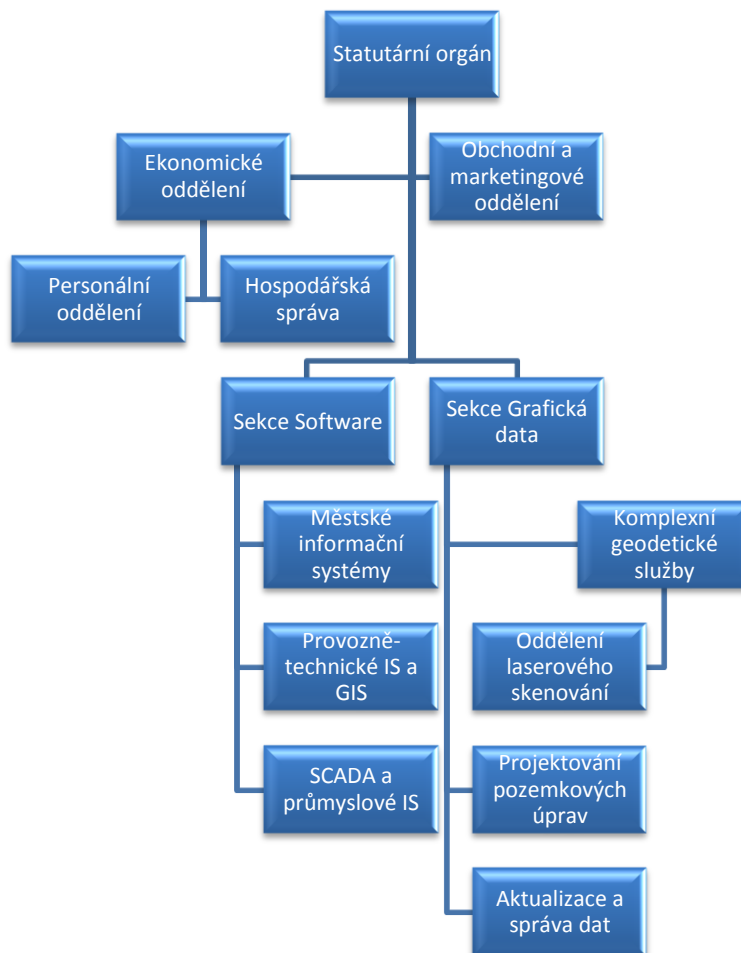 Statutární orgán
Ekonomické
oddělení
Obchodní a
marketingové
oddělení
Personální
oddělení
Hospodářská
správa
Sekce Software
Sekce Grafická
data
Městské
informační
systémy
Komplexní
geodetické
služby
Provozně-
technické IS a
GIS
Oddělení
laserového
skenování
SCADA a
průmyslové IS
Projektování
pozemkových
úprav
Aktualizace a
správa dat